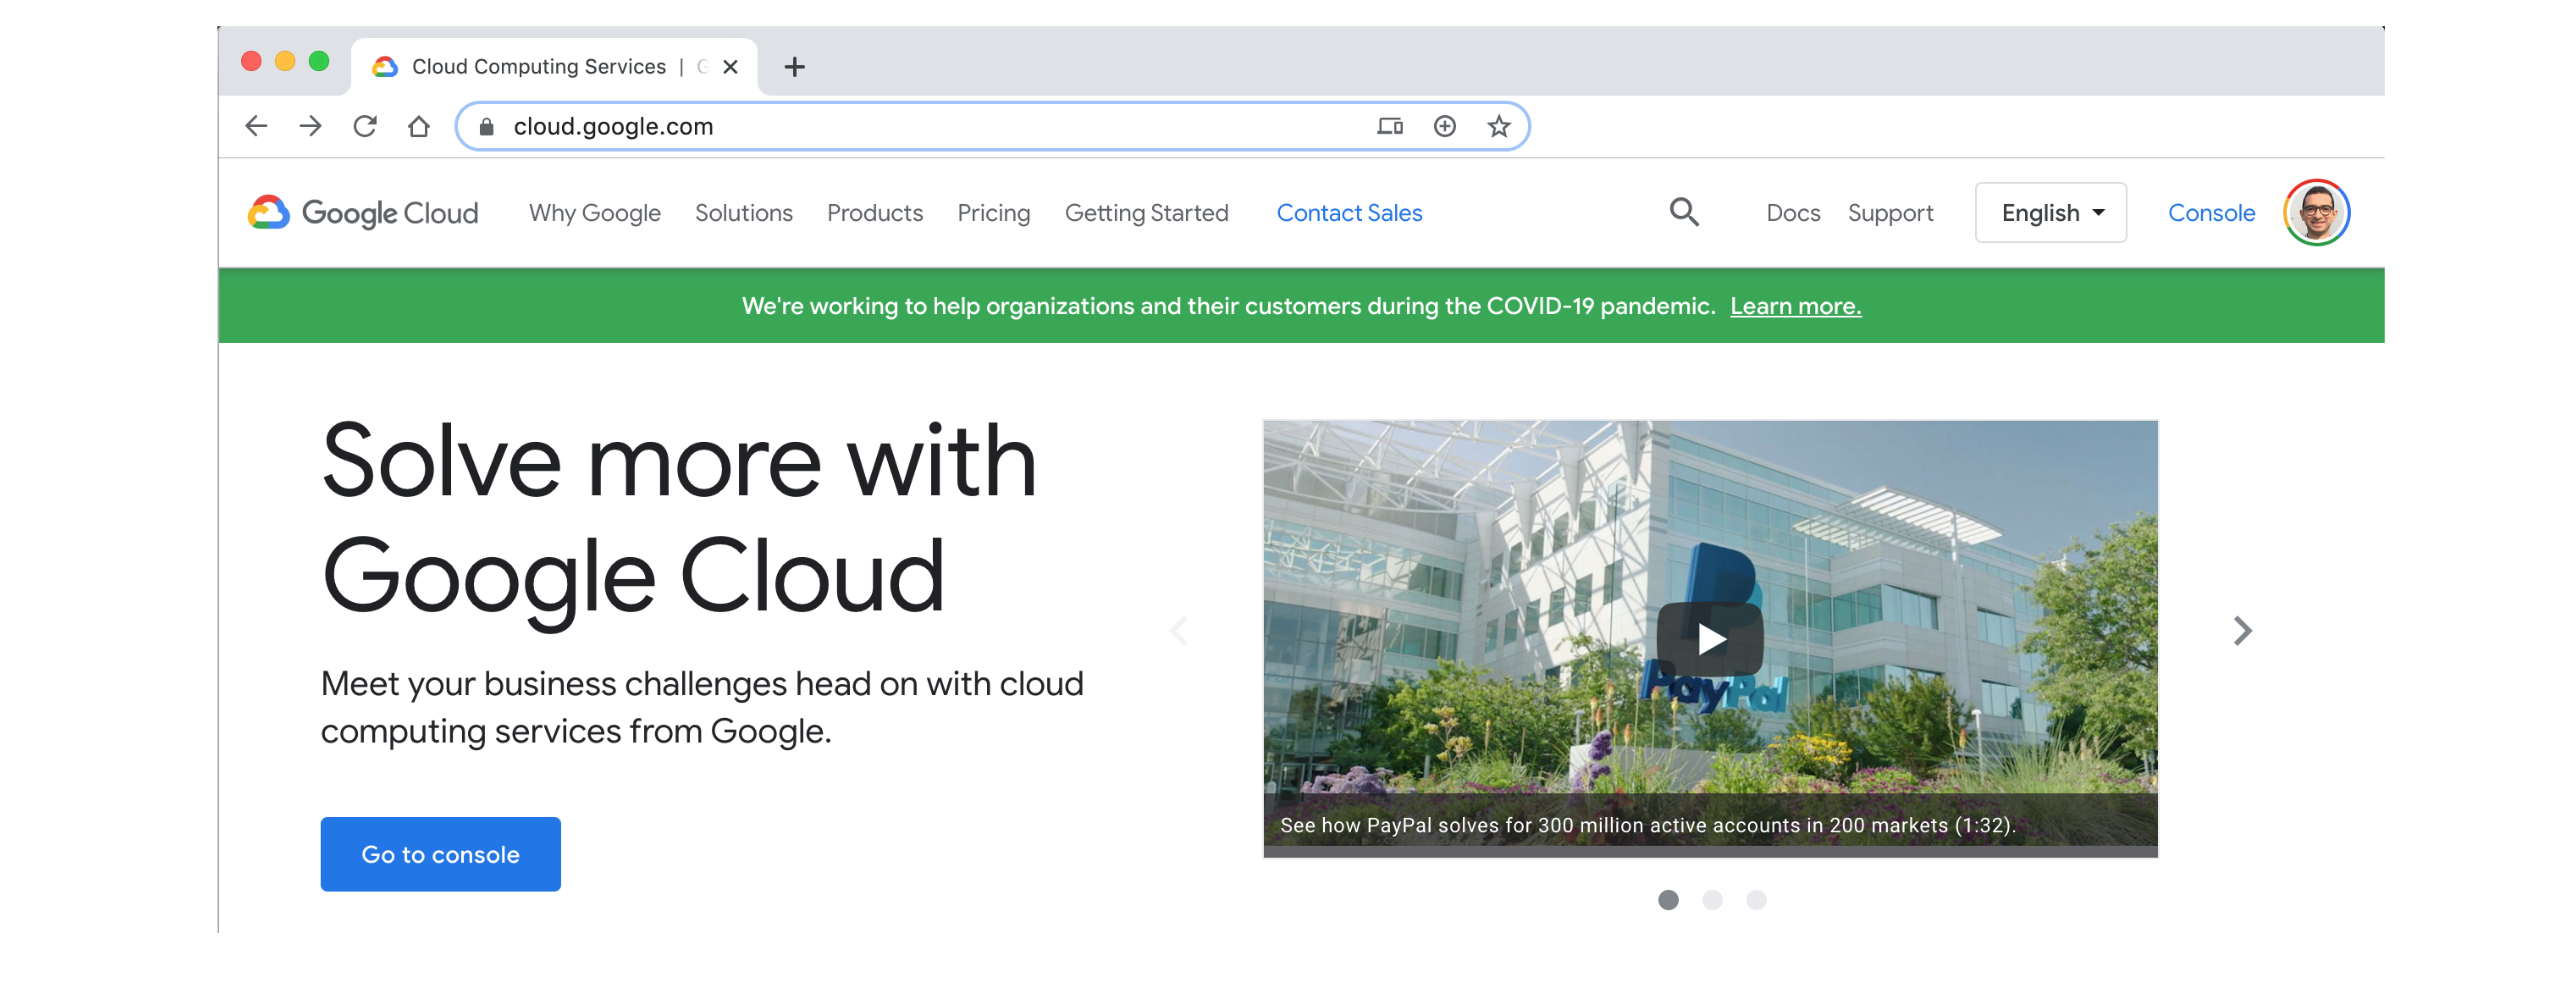 Cloud Computing Services | G
cloud.google.com
Google Cloud Why Google Solutions Products Pricing Getting Started Contact Sales Docs Support English Console
We're working to help organizations and their customers during the COVID-19 pandemic. Learn more.
Solve more with
Google Cloud
Meet your business challenges head on with cloud
computing services from Google.
Go to console
PayPal
See how PayPal solves for 300 million active accounts in 200 markets (1:32).